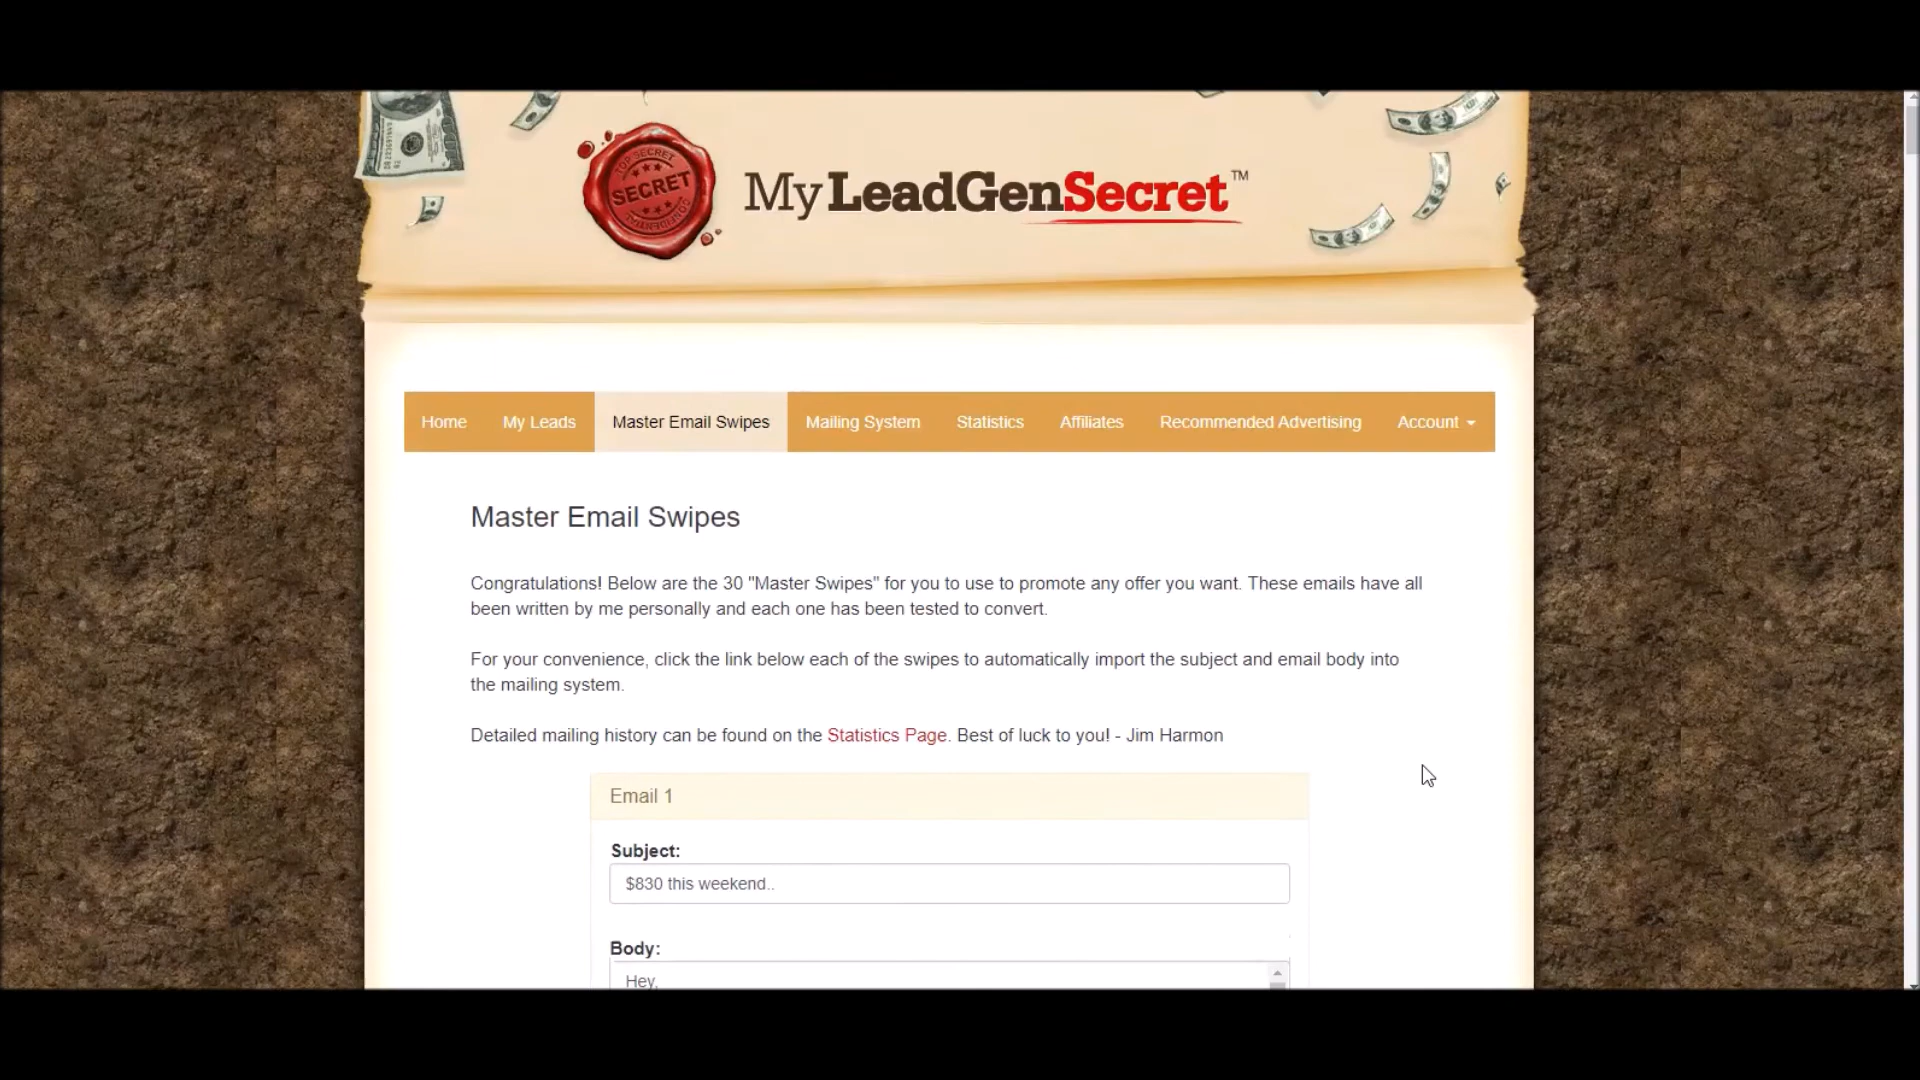 TOP SECRET
SECRET
CONFIDENTIAL
My LeadGenSecret™
Home My Leads Master Email Swipes Mailing System Statistics Affiliates Recommended Advertising Account
Master Email Swipes
Congratulations! Below are the 30 "Master Swipes" for you to use to promote any offer you want. These emails have all
been written by me personally and each one has been tested to convert.
For your convenience, click the link below each of the swipes to automatically import the subject and email body into
the mailing system.
Detailed mailing history can be found on the Statistics Page. Best of luck to you! - Jim Harmon
Email 1
Subject:
$830 this weekend..
Body:
Hey,